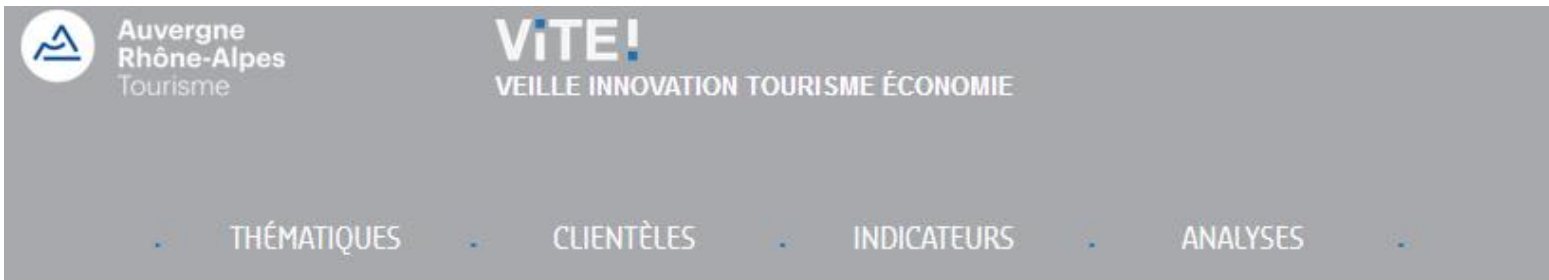 Auvergne
Rhône-Alpes
Tourisme
ViTE!
VEILLE INNOVATION TOURISME ÉCONOMIE
THÉMATIQUES
CLIENTÈLES
INDICATEURS
ANALYSES